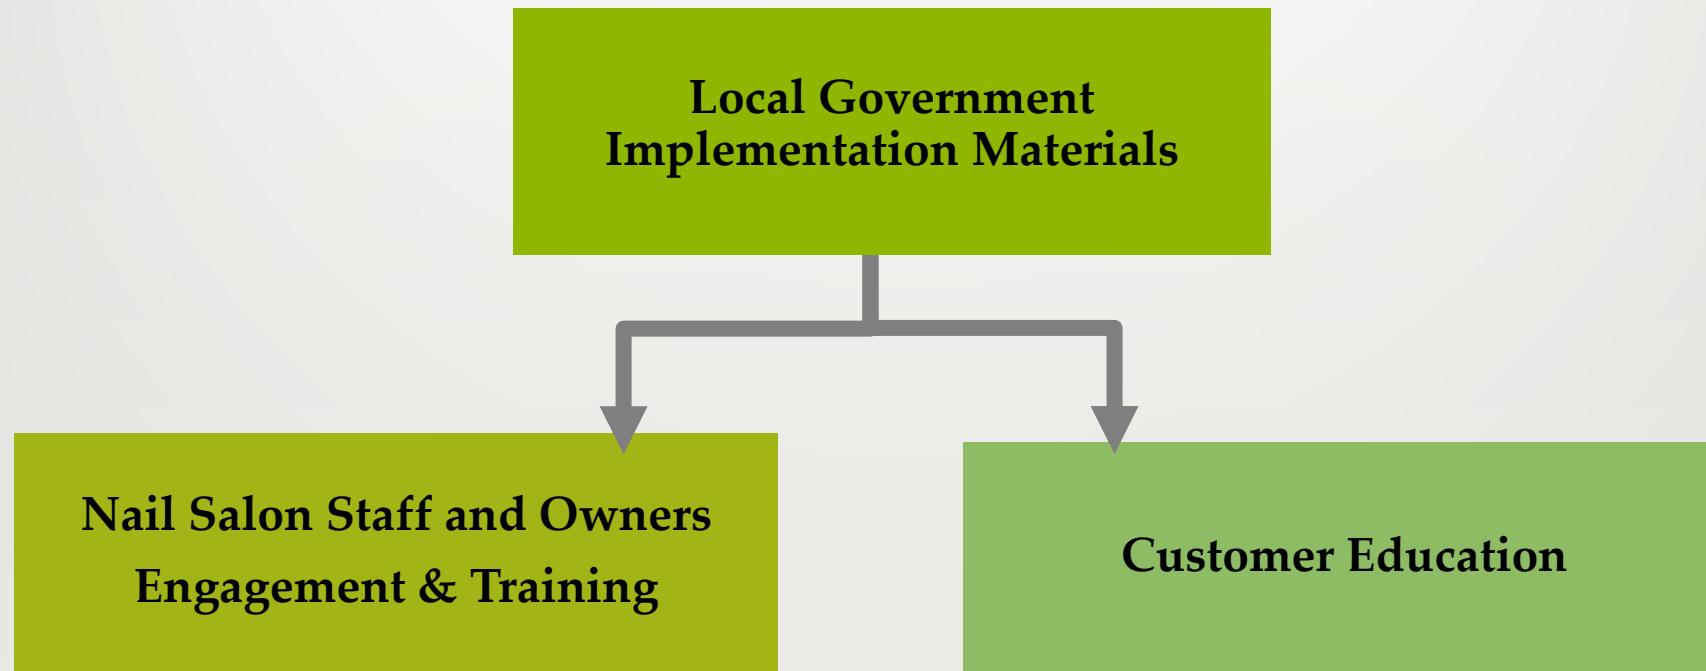 Local Government
Implementation Materials
Nail Salon Staff and Owners
Engagement & Training
Customer Education